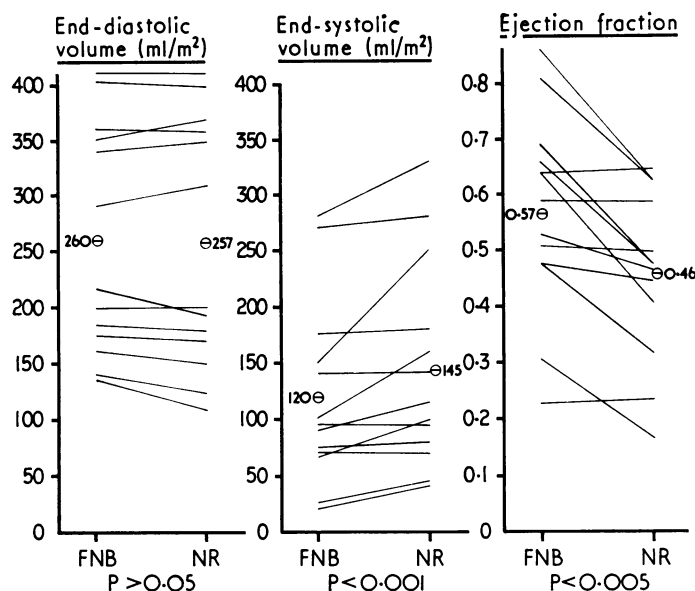 End-diastolic
volume (ml/m²)
400
350
300
250
200
150
100
50
0
260
257
FNB
NR
P >0.05
End-systolic
volume (ml/m²)
400
350
300
250
200
150
100
50
0
120
145
FNB
NR
P<0.001
Ejection fraction
0.8
0.7
0.6
0.5
0.4
0.3
0.2
0.1
0
0.57
0.46
FNB
NR
P<0.005